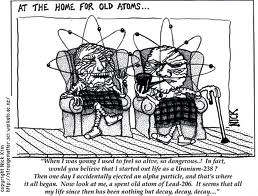 AT THE HOME FOR OLD ATOMS...
NICK
"When I was young I used to feel so alive, so dangerous.! In fact,
would you believe that I started out life as a Uranium-238 ?
Then one day I accidentally ejected an alpha particle, and that's where
it all began. Now look at me, a spent old atom of Lead-206. It seems that all
my life since then has been nothing but decay, decay, decay..."
Copyright Nick Kim